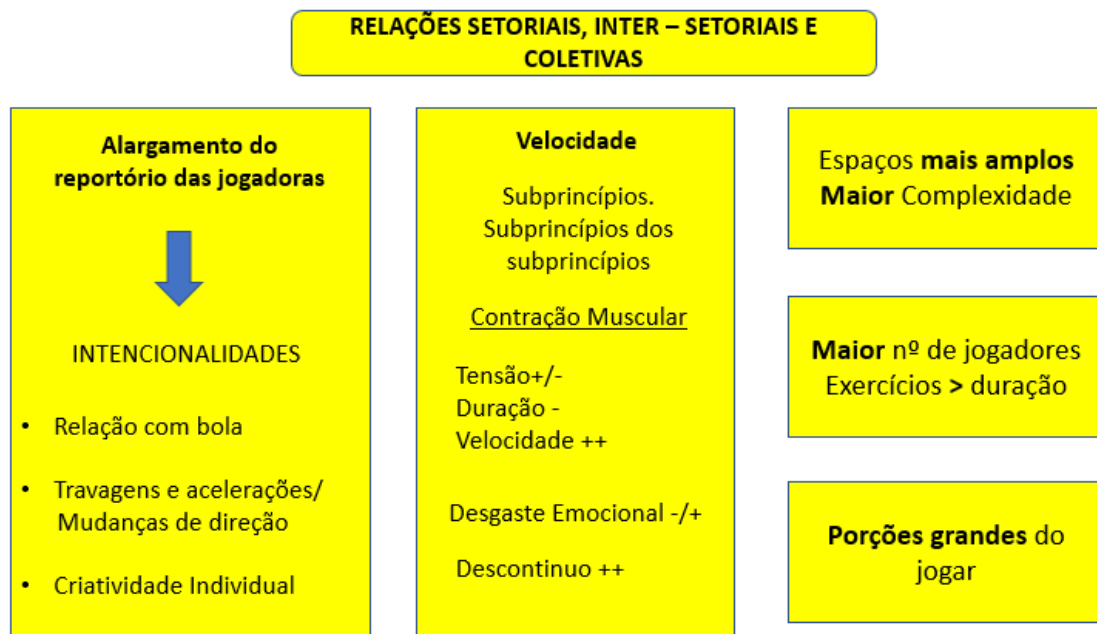 RELAÇÕES SETORIAIS, INTER – SETORIAIS E
COLETIVAS
Alargamento do
reportório das jogadoras
INTENCIONALIDADES
• Relação com bola
• Travagens e acelerações/
Mudanças de direção
• Criatividade Individual
Velocidade
Subprincípios.
Subprincípios dos
subprincípios
Contração Muscular
Tensão+/-
Duração -
Velocidade ++
Desgaste Emocional -/+
Descontinuo ++
Espaços mais amplos
Maior Complexidade
Maior nº de jogadores
Exercícios > duração
Porções grandes do
jogar